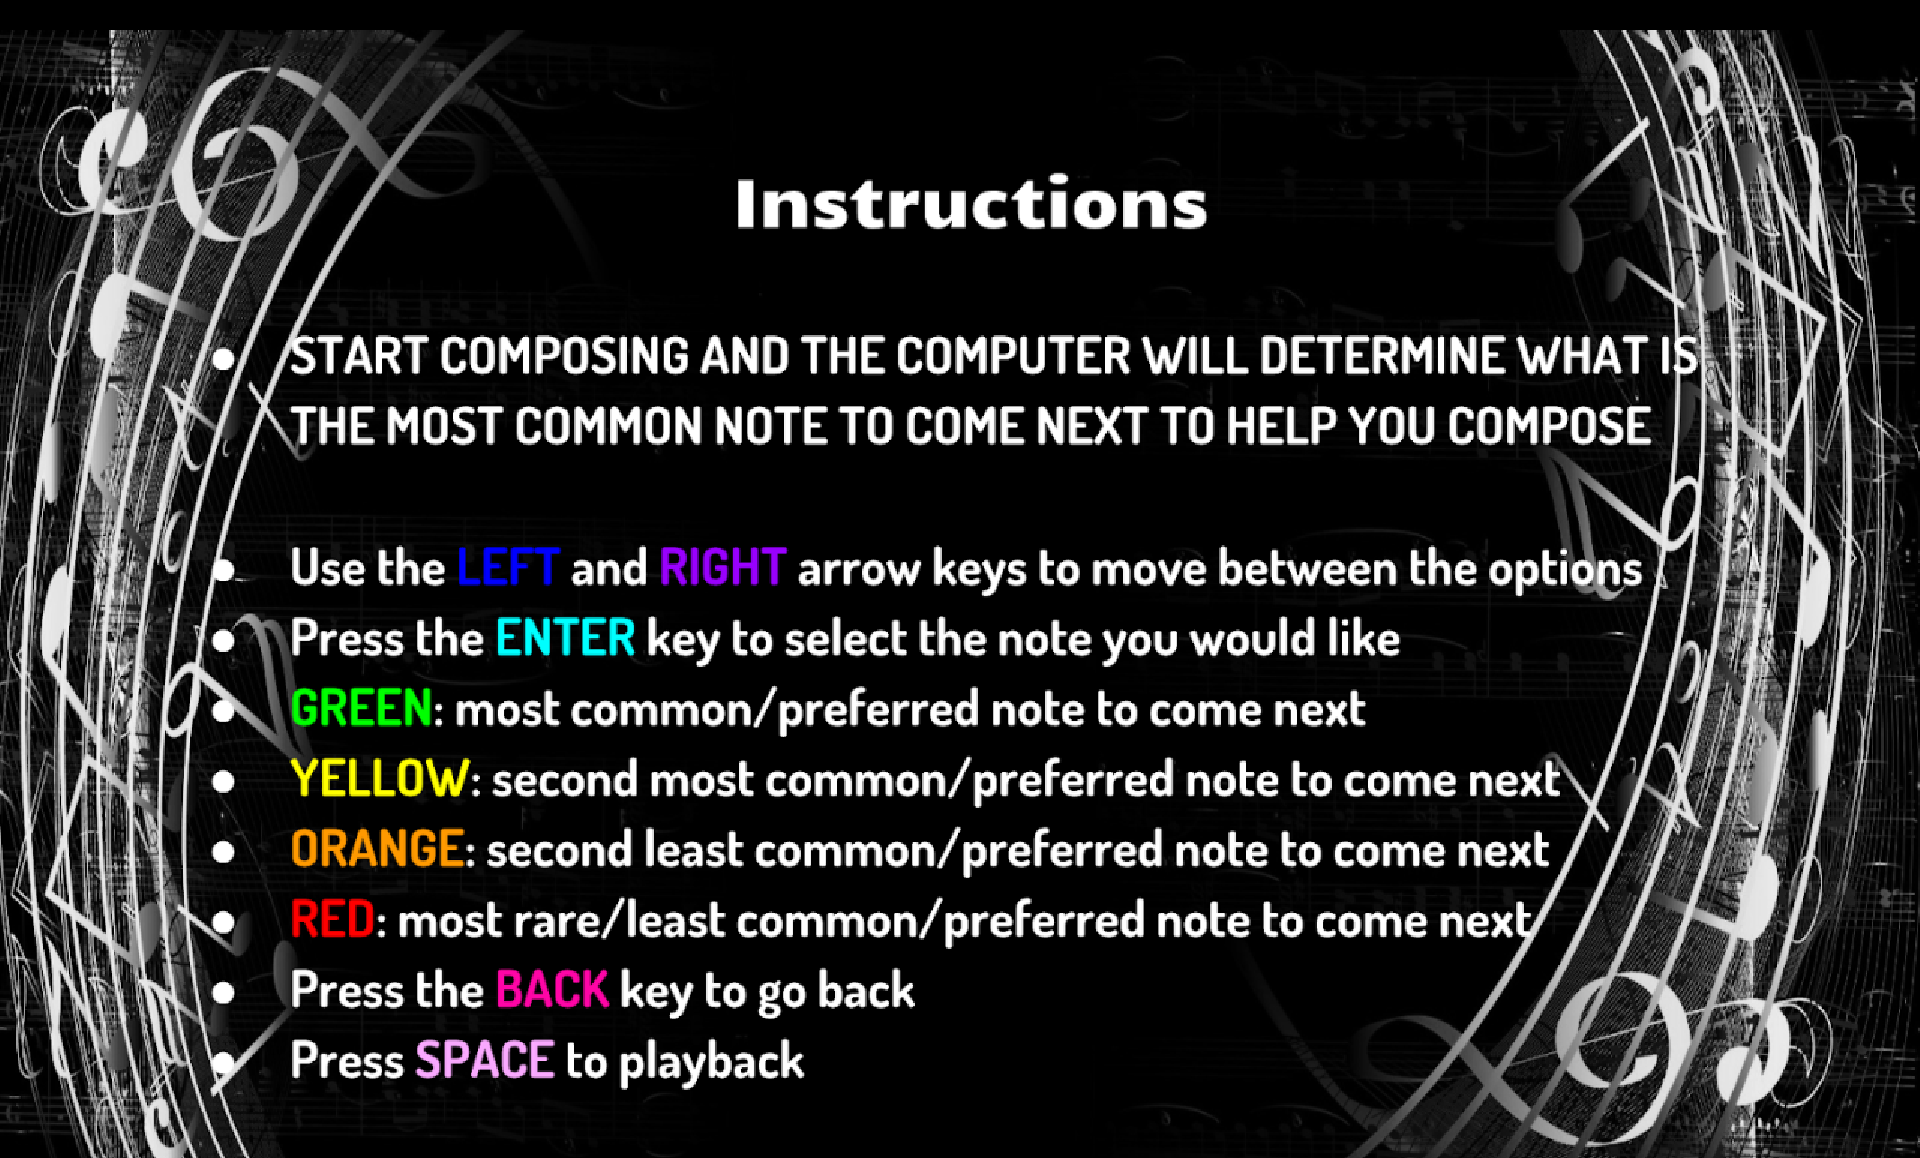 Instructions
● START COMPOSING AND THE COMPUTER WILL DETERMINE WHAT IS
THE MOST COMMON NOTE TO COME NEXT TO HELP YOU COMPOSE
● Use the LEFT and RIGHT arrow keys to move between the options
● Press the ENTER key to select the note you would like
● GREEN: most common/preferred note to come next
● YELLOW: second most common/preferred note to come next
● ORANGE: second least common/preferred note to come next
● RED: most rare/least common/preferred note to come next
● Press the BACK key to go back
● Press SPACE to playback